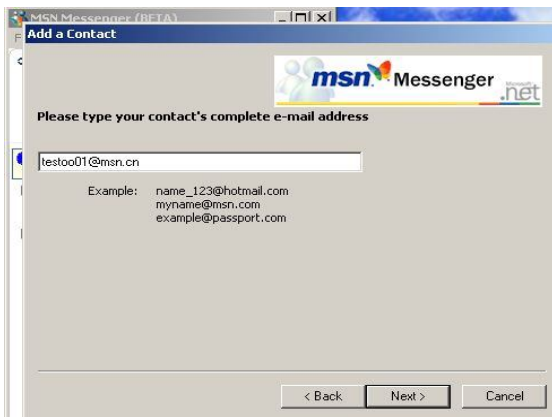 MSN Messenger (BETA)
Add a Contact
msn Messenger
Microsoft
.net
Please type your contact's complete e-mail address
testoo01@msn.cn
Example: name_123@hotmail.com
myname@msn.com
example@passport.com
< Back Next > Cancel